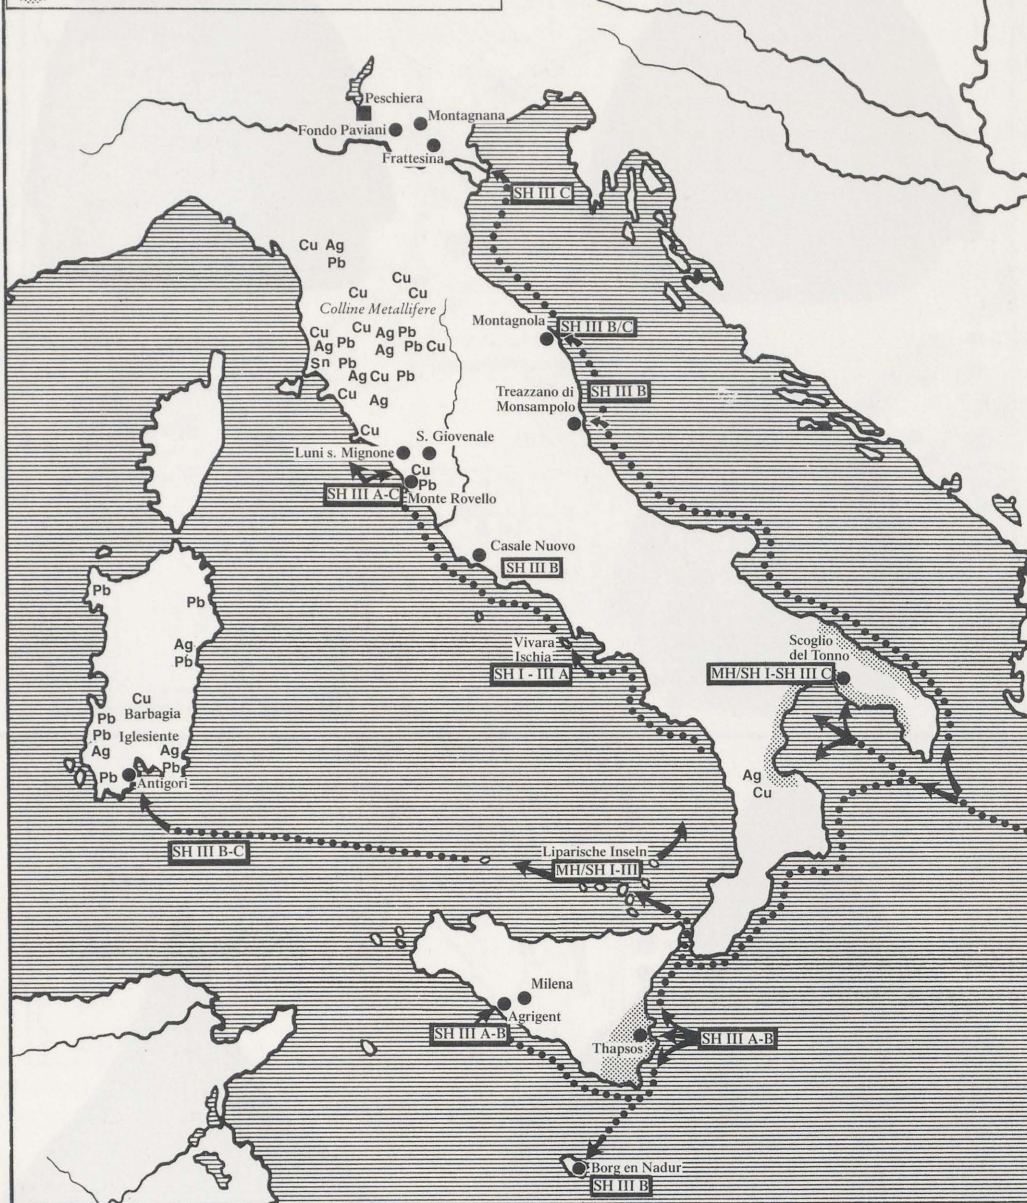 Peschiera
Montagnana
Fondo Paviani
Frattesina
SH III C
Cu Ag
Pb
Cu
Cu Cu
Colline Metallifere
Montagnola
SH III B/C
Cu Cu Ag Pb
Ag Pb Ag Pb Cu
Sn Pb
Ag Cu Pb
Cu Ag
Treazzano di
Monsampolo
SH III B
Cu
S. Giovenale
Luni s. Mignone
Cu
Pb
SH III A-C
Monte Rovello
Casale Nuovo
SH III B
Pb
Pb
Ag
Pb
Vivara
Ischia
SH I - III A
Scoglio
del Tonno
MH/SH I-SH III C
Cu
Barbagia
Pb
Pb
Iglesiente
Ag
Ag
Pb
Pb
Antigori
Ag
Cu
SH III B-C
Liparische Inseln
MH/SH I-III
Milena
Agrigent
SH III A-B
Thapsos
SH III A-B
Borg en Nadur
SH III B